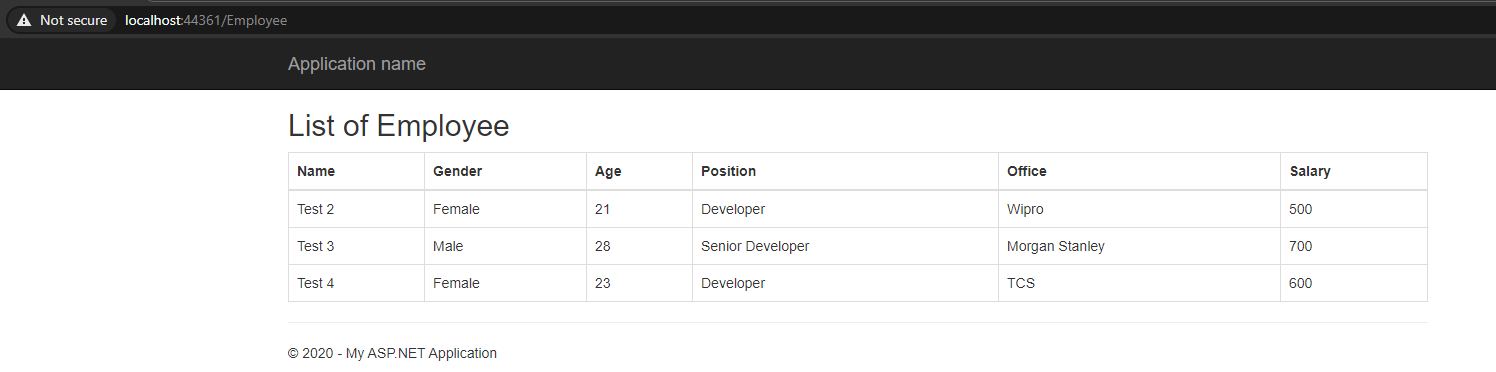 Not secure localhost:44361/Employee
Application name
List of Employee
Name Gender Age Position Office Salary
Test 2 Female 21 Developer Wipro 500
Test 3 Male 28 Senior Developer Morgan Stanley 700
Test 4 Female 23 Developer TCS 600
© 2020 - My ASP.NET Application